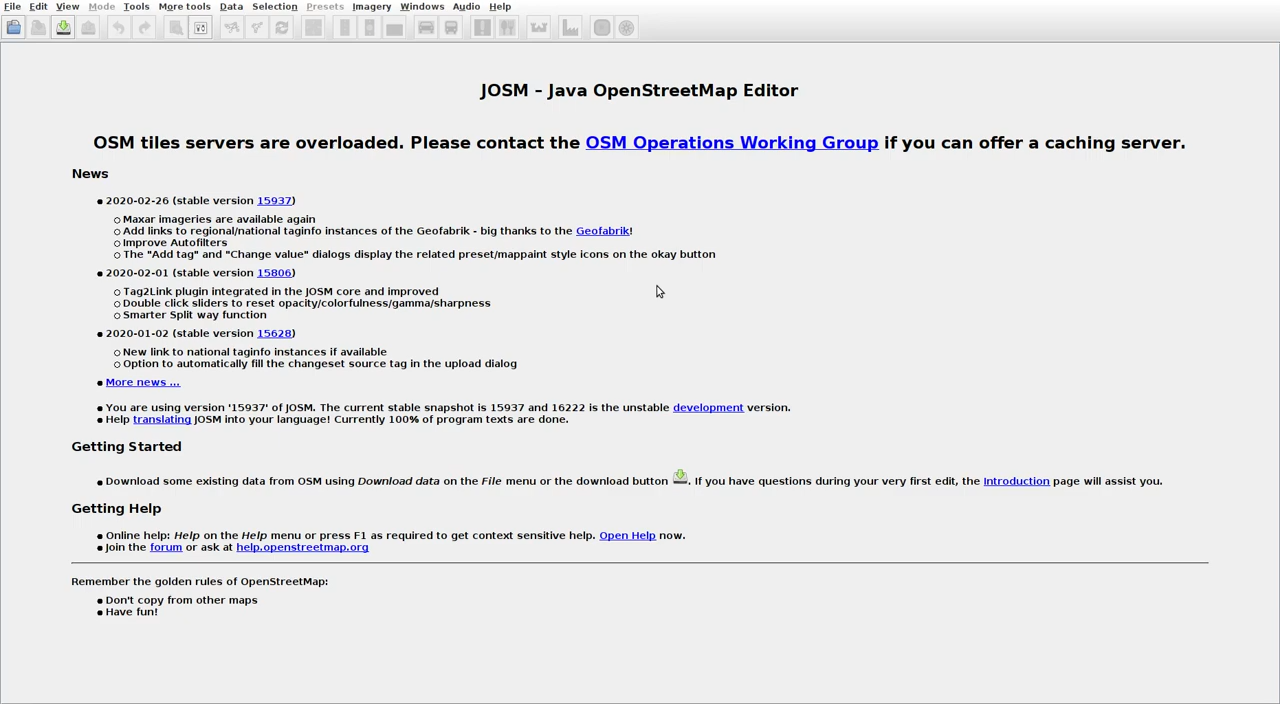 File Edit View Mode Tools More tools Data Selection Presets Imagery Windows Audio Help
JOSM – Java OpenStreetMap Editor
OSM tiles servers are overloaded. Please contact the OSM Operations Working Group if you can offer a caching server.
News
2020-02-26 (stable version 15937)
Maxar imageries are available again
Add links to regional/national taginfo instances of the Geofabrik - big thanks to the Geofabrik!
Improve Autofilters
The "Add tag" and "Change value" dialogs display the related preset/mappaint style icons on the okay button
2020-02-01 (stable version 15806)
Tag2Link plugin integrated in the JOSM core and improved
Double click sliders to reset opacity/colorfulness/gamma/sharpness
Smarter Split way function
2020-01-02 (stable version 15628)
New link to national taginfo instances if available
Option to automatically fill the changeset source tag in the upload dialog
More news ...
You are using version '15937' of JOSM. The current stable snapshot is 15937 and 16222 is the unstable development version.
Help translating JOSM into your language! Currently 100% of program texts are done.
Getting Started
Download some existing data from OSM using Download data on the File menu or the download button . If you have questions during your very first edit, the Introduction page will assist you.
Getting Help
Online help: Help on the Help menu or press F1 as required to get context sensitive help. Open Help now.
Join the forum or ask at help.openstreetmap.org
Remember the golden rules of OpenStreetMap:
Don't copy from other maps
Have fun!